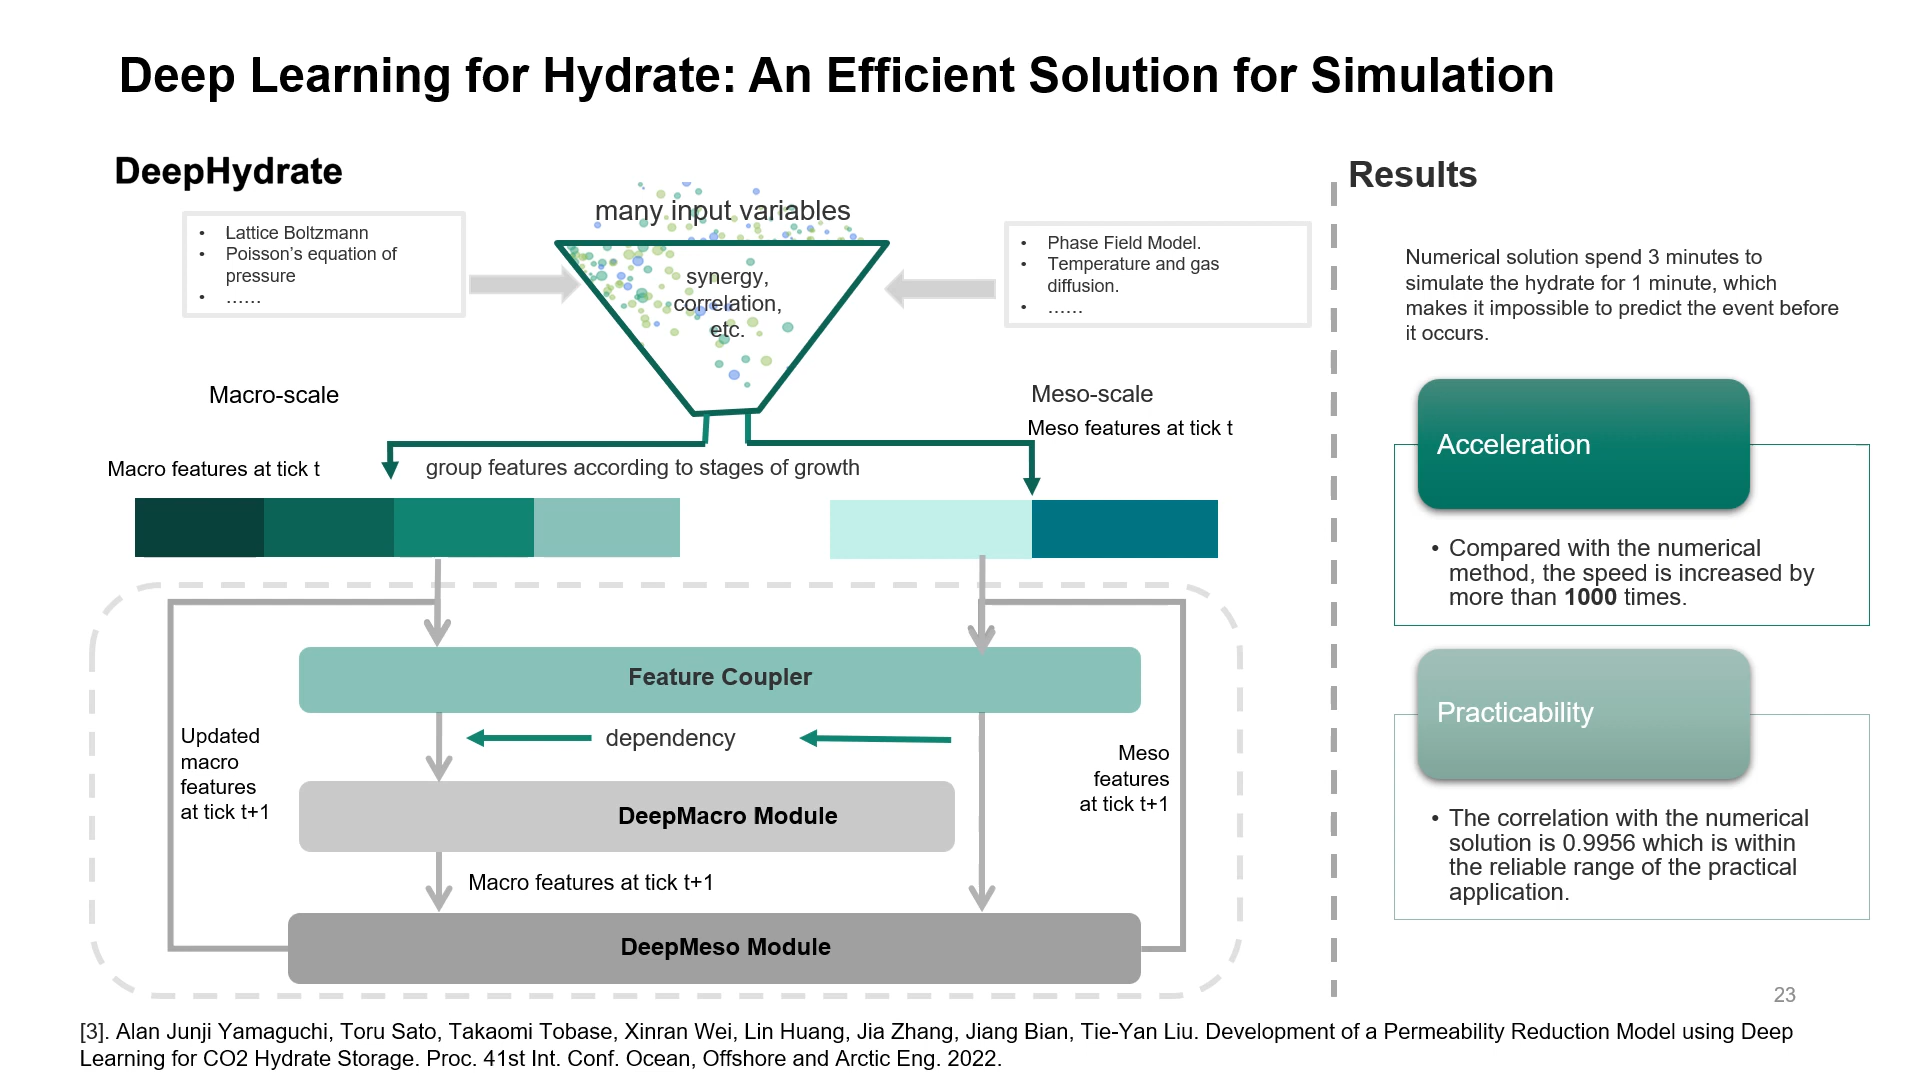 Deep Learning for Hydrate: An Efficient Solution for Simulation
DeepHydrate
many input variables
• Lattice Boltzmann
• Poisson’s equation of
pressure
• ……
synergy,
correlation,
etc.
• Phase Field Model.
• Temperature and gas
diffusion.
• ……
Macro-scale
Meso-scale
Meso features at tick t
Macro features at tick t
group features according to stages of growth
Feature Coupler
dependency
Updated
macro
features
at tick t+1
Meso
features
at tick t+1
DeepMacro Module
Macro features at tick t+1
DeepMeso Module
Results
Numerical solution spend 3 minutes to
simulate the hydrate for 1 minute, which
makes it impossible to predict the event before
it occurs.
Acceleration
• Compared with the numerical
method, the speed is increased by
more than 1000 times.
Practicability
• The correlation with the numerical
solution is 0.9956 which is within
the reliable range of the practical
application.
23
[3]. Alan Junji Yamaguchi, Toru Sato, Takaomi Tobase, Xinran Wei, Lin Huang, Jia Zhang, Jiang Bian, Tie-Yan Liu. Development of a Permeability Reduction Model using Deep
Learning for CO2 Hydrate Storage. Proc. 41st Int. Conf. Ocean, Offshore and Arctic Eng. 2022.